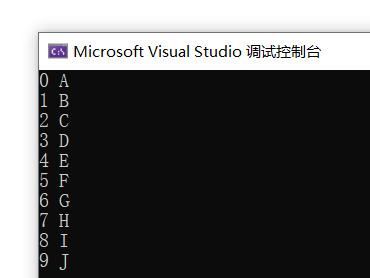 C:\
Microsoft Visual Studio 调试控制台
0 A
1 B
2 C
3 D
4 E
5 F
6 G
7 H
8 I
9 J